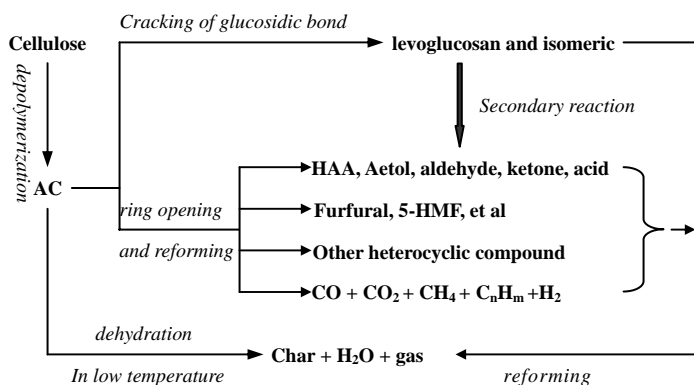 Cracking of glucosidic bond
Cellulose
levoglucosan and isomeric
depolymerization
Secondary reaction
HAA, Aetol, aldehyde, ketone, acid
AC
ring opening
Furfural, 5-HMF, et al
and reforming
Other heterocyclic compound
CO + CO₂ + CH₄ + CₙHₘ +H₂
dehydration
Char + H₂O + gas
In low temperature
reforming